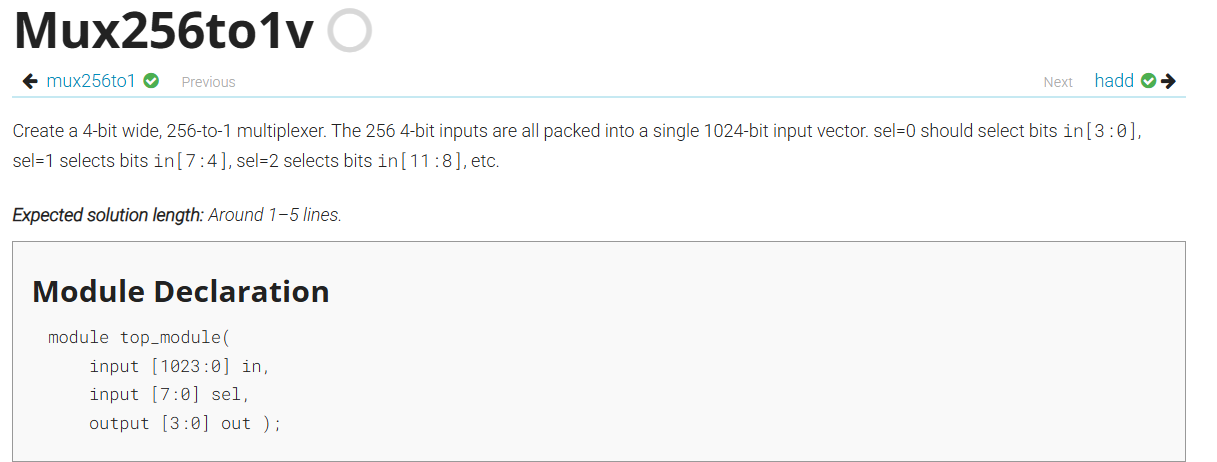 Mux256to1v
mux256to1 Previous Next hadd
Create a 4-bit wide, 256-to-1 multiplexer. The 256 4-bit inputs are all packed into a single 1024-bit input vector. sel=0 should select bits in[3:0],
sel=1 selects bits in[7:4], sel=2 selects bits in[11:8], etc.
Expected solution length: Around 1–5 lines.
Module Declaration
module top_module(
    input [1023:0] in,
    input [7:0] sel,
    output [3:0] out );